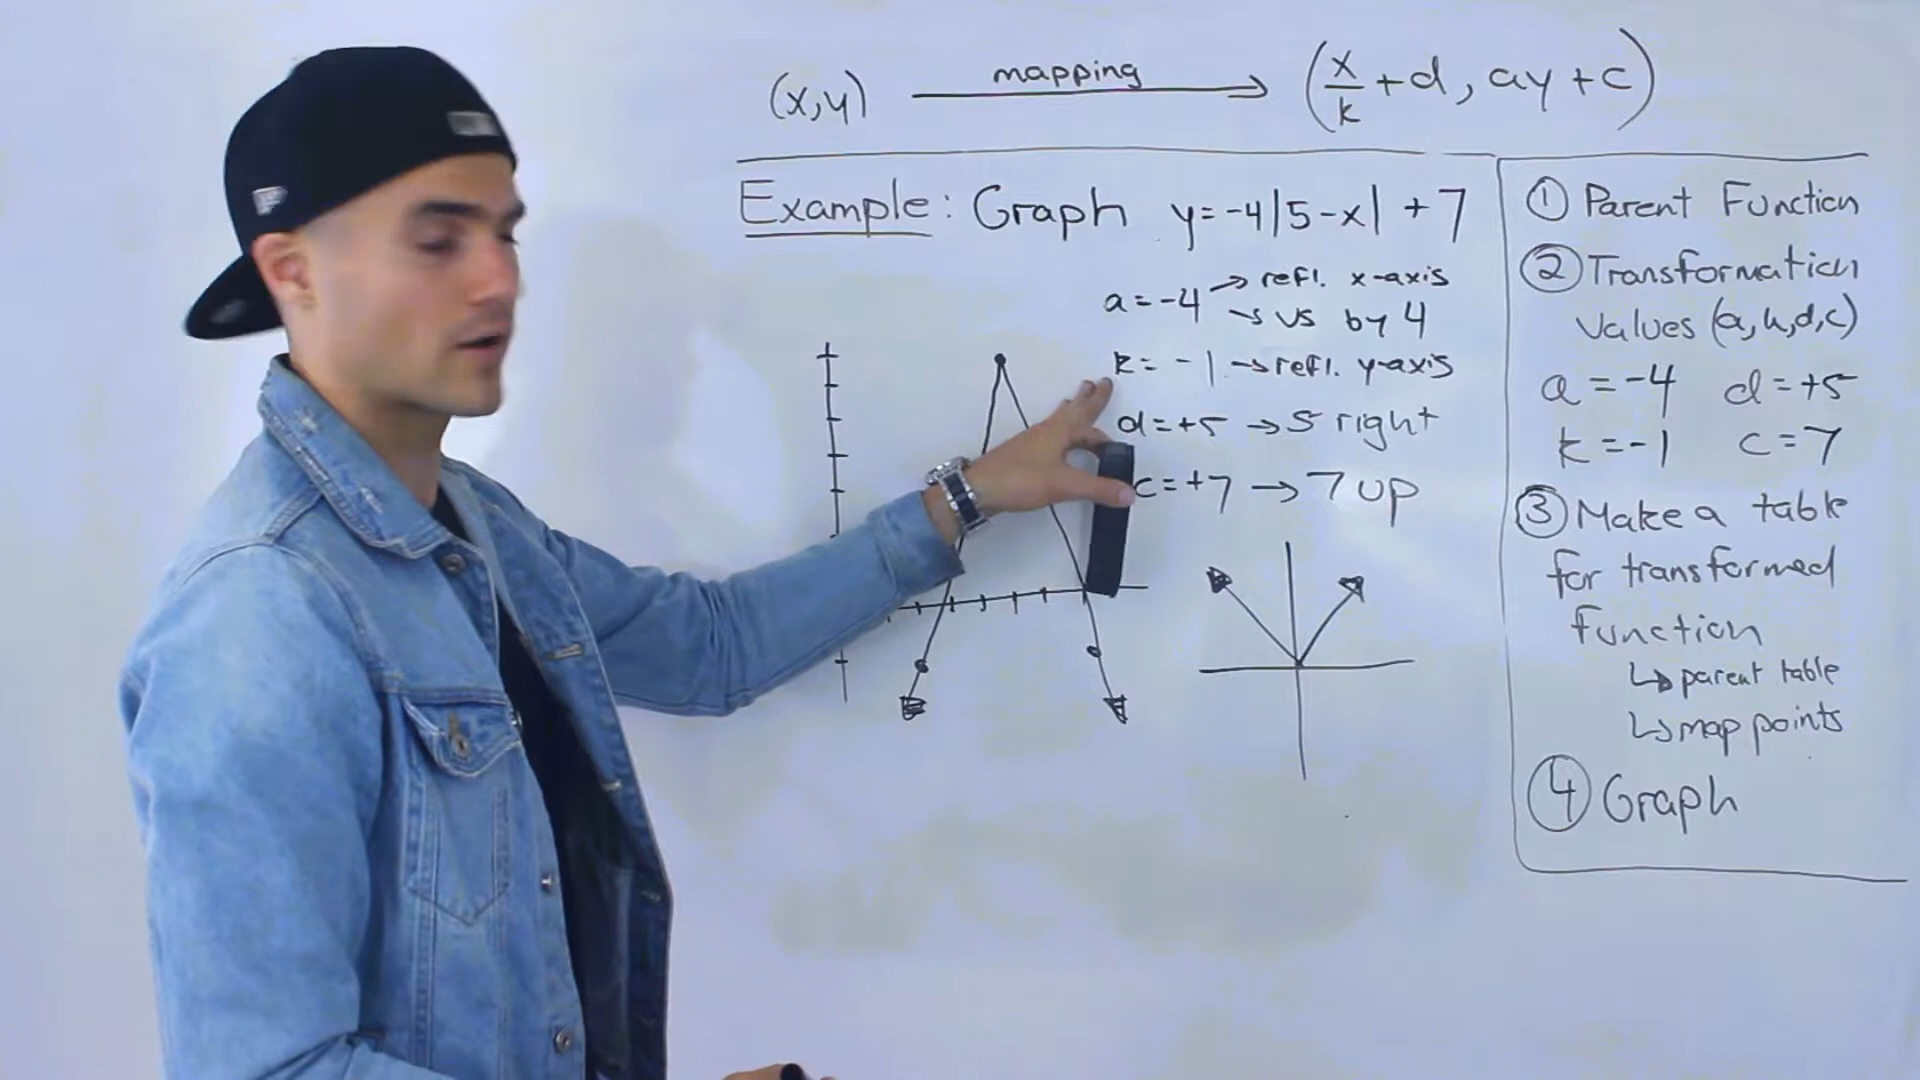 (x,y) mapping (x/k + d, ay + c)
Example: Graph y = -4|5-x| + 7
a = -4 → refl. x-axis
→ vs by 4
k = -1 → refl. y-axis
d = +5 → 5 right
c = +7 → 7 up
① Parent Function
② Transformation
values (a,k,d,c)
a = -4 d = +5
k = -1 c = 7
③ Make a table
for transformed
function
↳ parent table
↳ map points
④ Graph